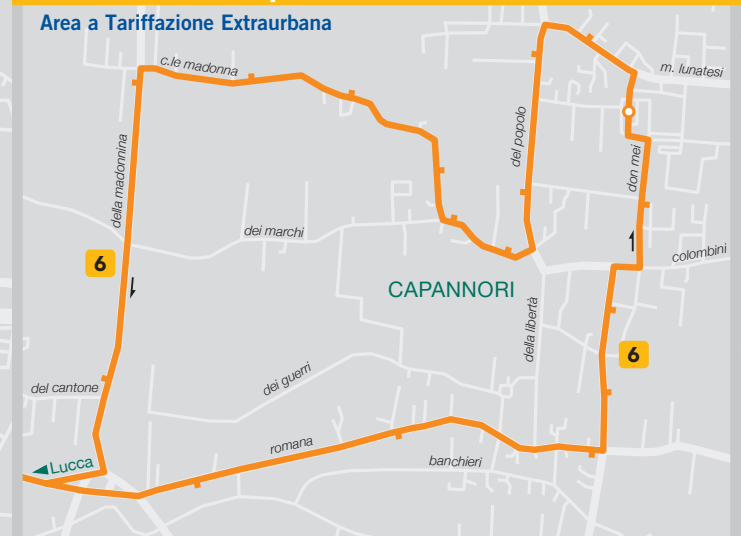 Area a Tariffazione Extraurbana
c.le madonna
m. lunatesi
della madonnina
del popolo
don mei
dei marchi
colombini
6
CAPANNORI
della libertà
6
dei guerri
del cantone
romana
banchieri
Lucca